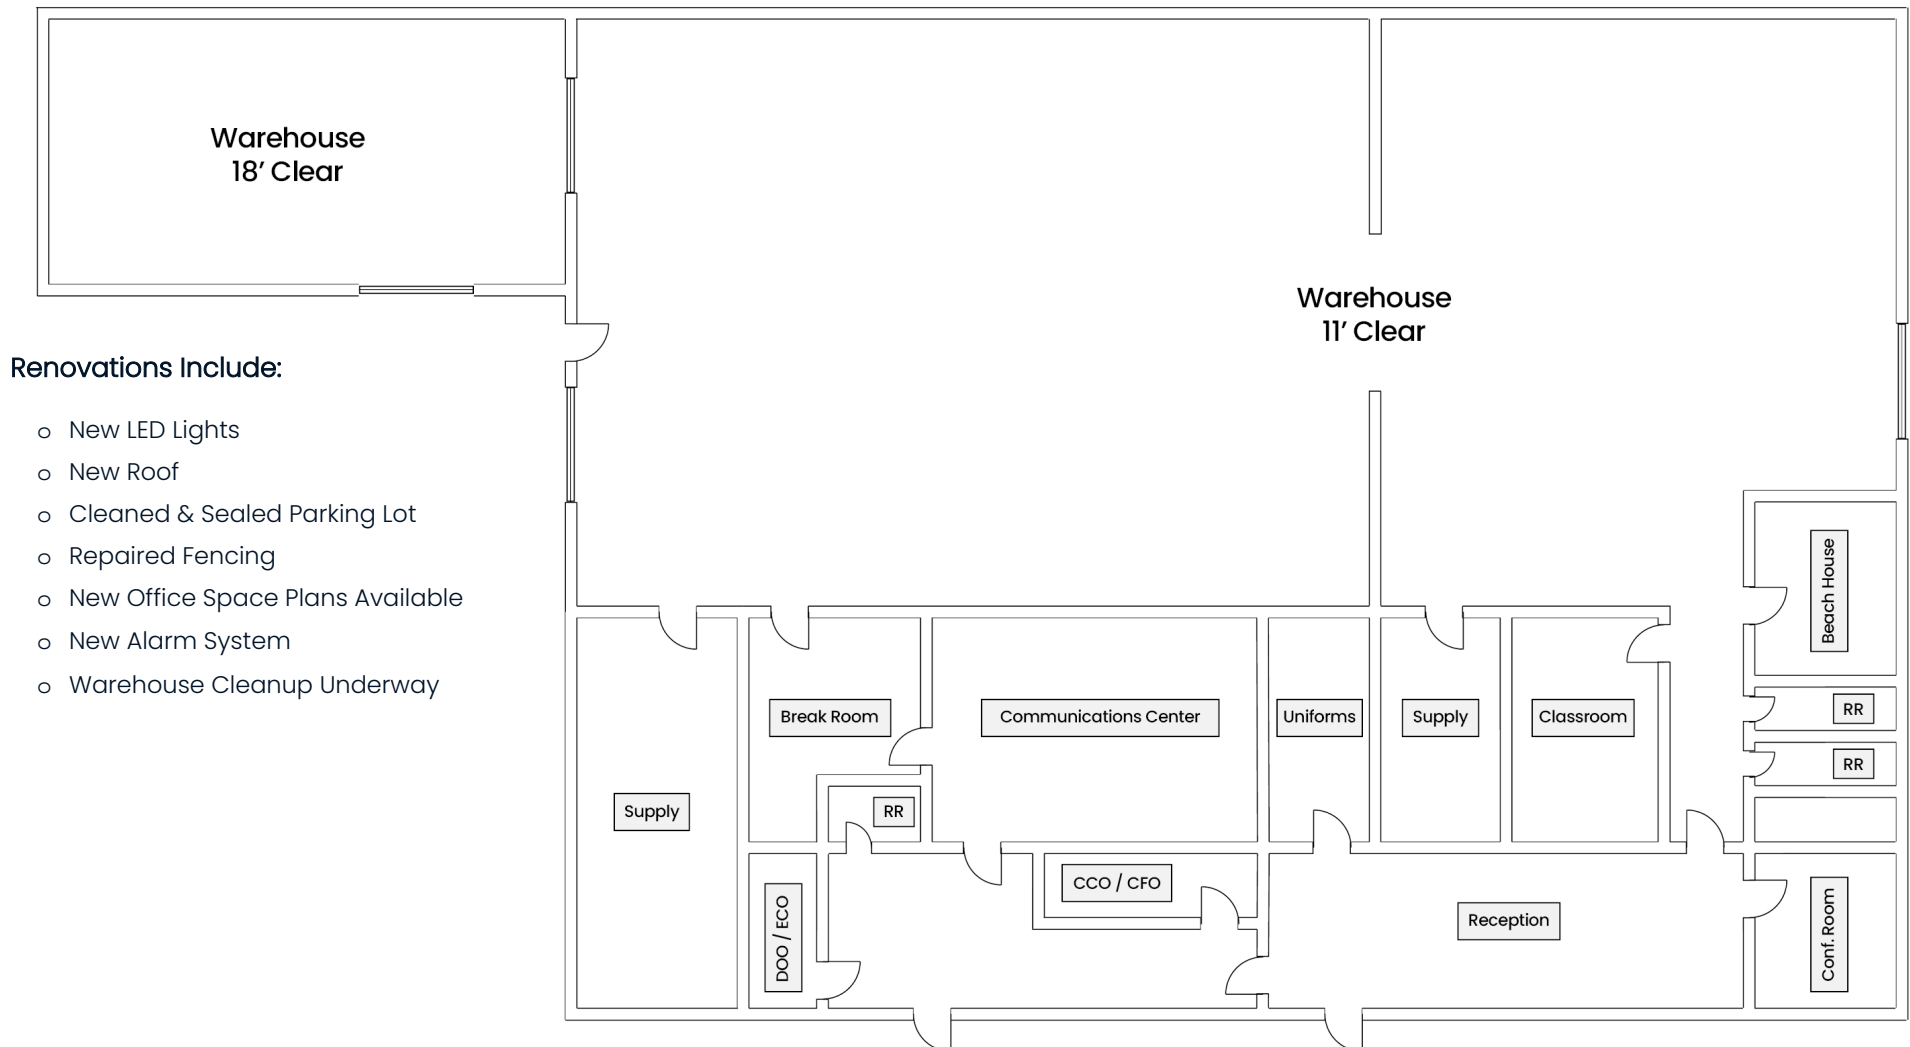 Warehouse
18’ Clear
Warehouse
11’ Clear
Renovations Include:
o New LED Lights
o New Roof
o Cleaned & Sealed Parking Lot
o Repaired Fencing
o New Office Space Plans Available
o New Alarm System
o Warehouse Cleanup Underway
Beach House
Break Room
Communications Center
Uniforms
Supply
Classroom
RR
RR
Supply
RR
CCO / CFO
DOO / ECO
Reception
Conf. Room